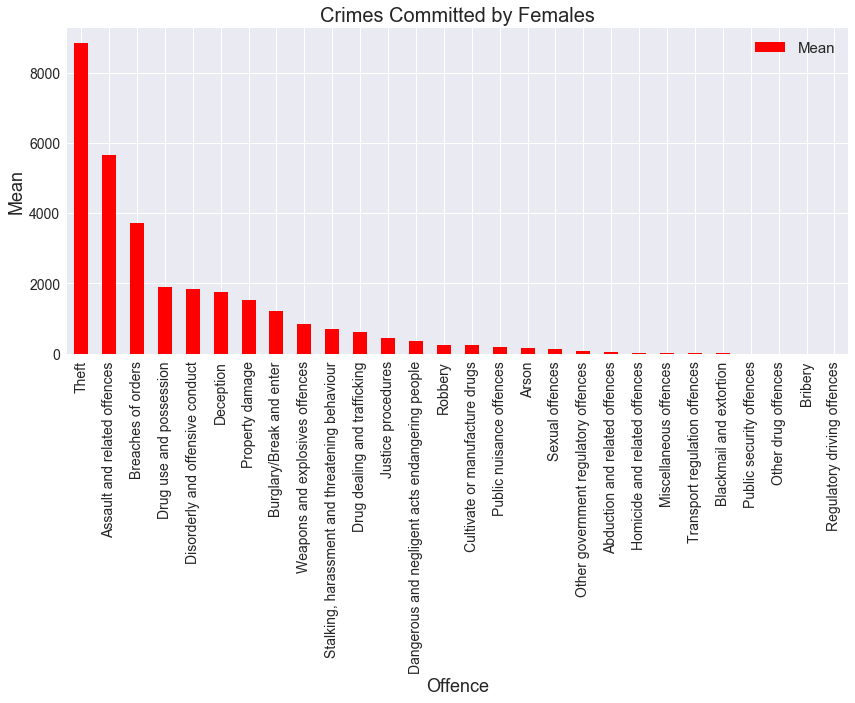 Crimes Committed by Females
Mean
Mean
8000
6000
4000
2000
0
Theft
Assault and related offences
Breaches of orders
Drug use and possession
Disorderly and offensive conduct
Deception
Property damage
Burglary/Break and enter
Weapons and explosives offences
Stalking, harassment and threatening behaviour
Drug dealing and trafficking
Justice procedures
Dangerous and negligent acts endangering people
Robbery
Cultivate or manufacture drugs
Public nuisance offences
Arson
Sexual offences
Other government regulatory offences
Abduction and related offences
Homicide and related offences
Miscellaneous offences
Transport regulation offences
Blackmail and extortion
Public security offences
Other drug offences
Bribery
Regulatory driving offences
Offence